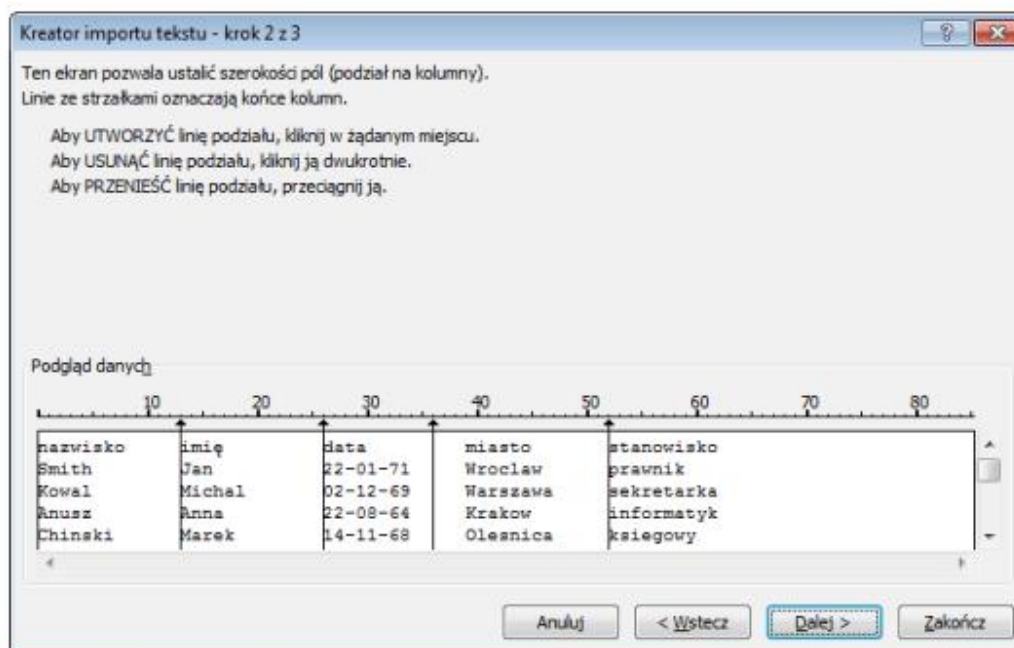 Kreator importu tekstu - krok 2 z 3
Ten ekran pozwala ustalić szerokości pól (podział na kolumny).
Linie ze strzałkami oznaczają końce kolumn.
Aby UTWORZYĆ linię podziału, kliknij w żądanym miejscu.
Aby USUNĄĆ linię podziału, kliknij ją dwukrotnie.
Aby PRZENIEŚĆ linię podziału, przeciągnij ją.
Podgląd danych
10 20 30 40 50 60 70 80
nazwisko imię data miasto stanowisko
Smith Jan 22-01-71 Wroclaw prawnik
Kowal Michal 02-12-69 Warszawa sekretarka
Anusz Anna 22-08-64 Krakow informatyk
Chinski Marek 14-11-68 Olesnica ksiegowy
Anuluj < Wstecz Dalej > Zakończ